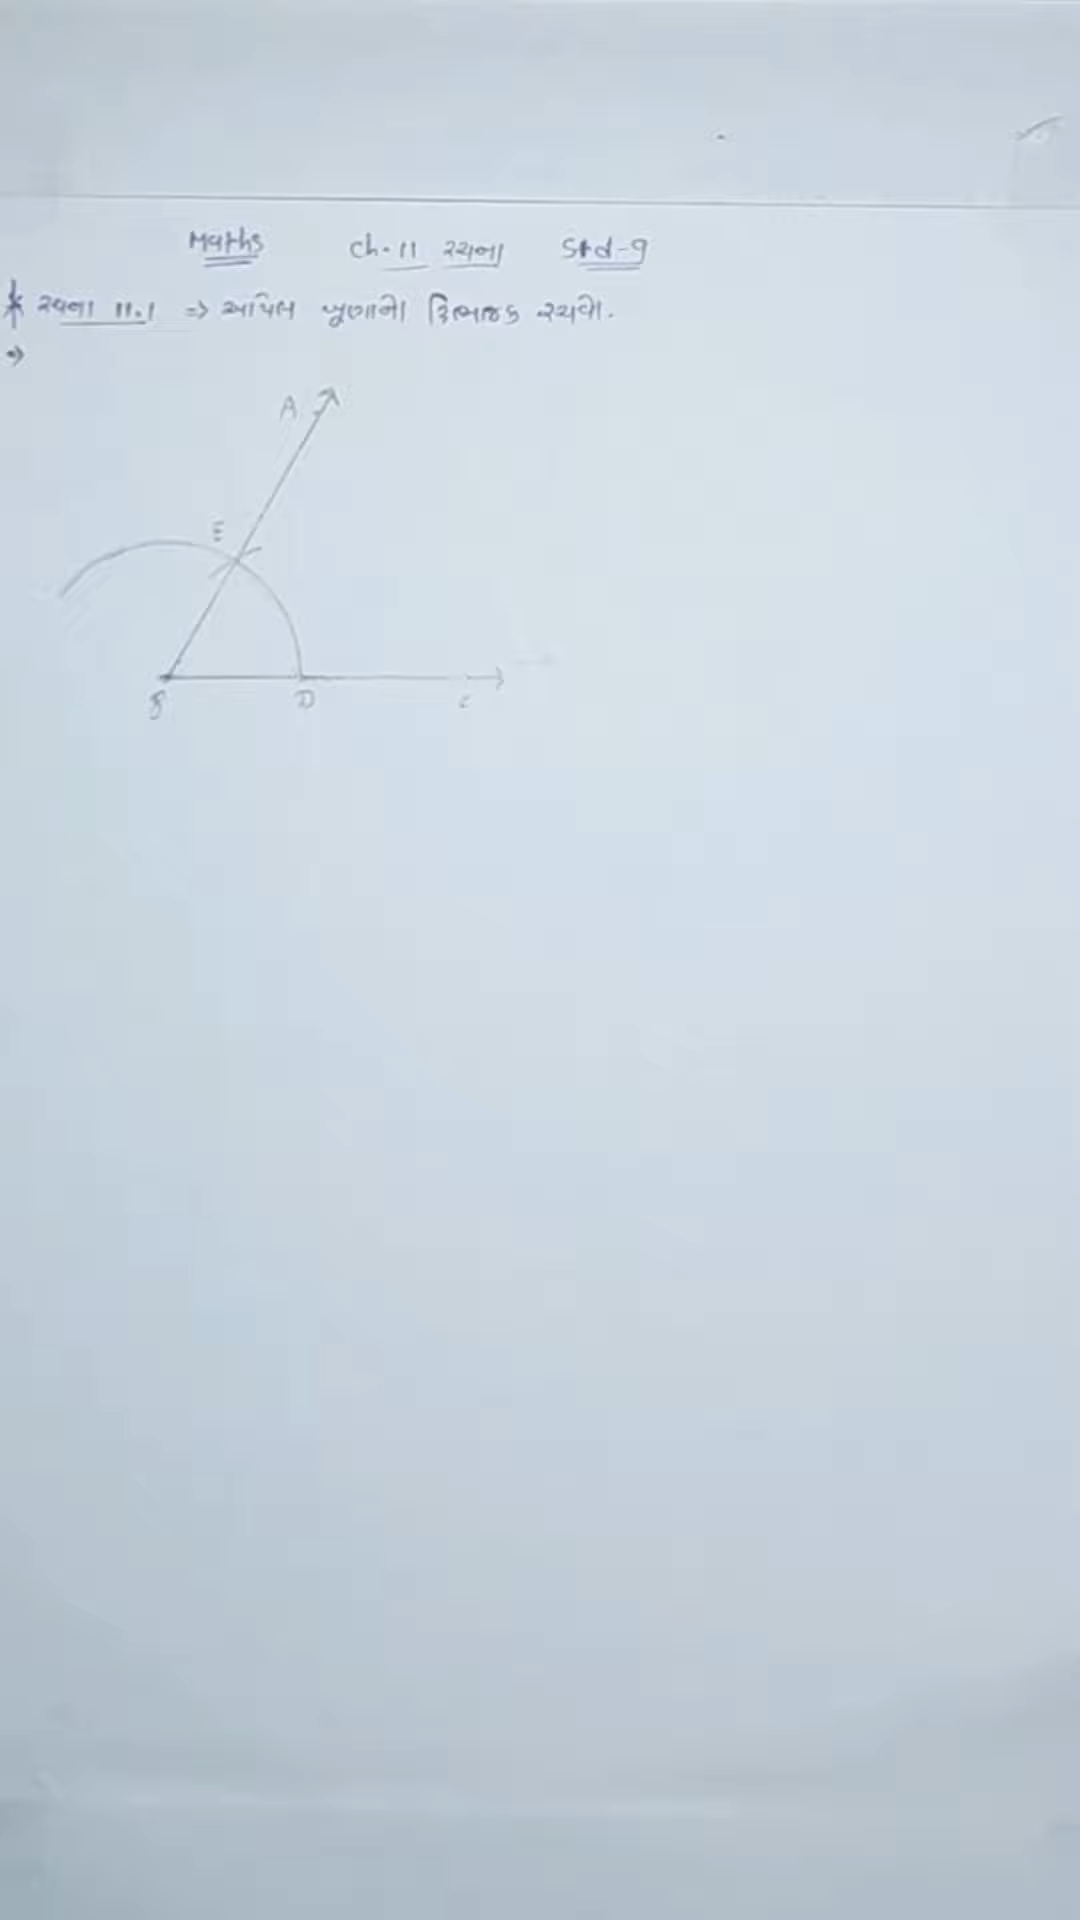 Maths ch. 11 રચના Std-9
* રચના 11.1 ⇒ આપેલ ખૂણાનો દ્વિભાજક રચવો.
⇒
A
E
B D C